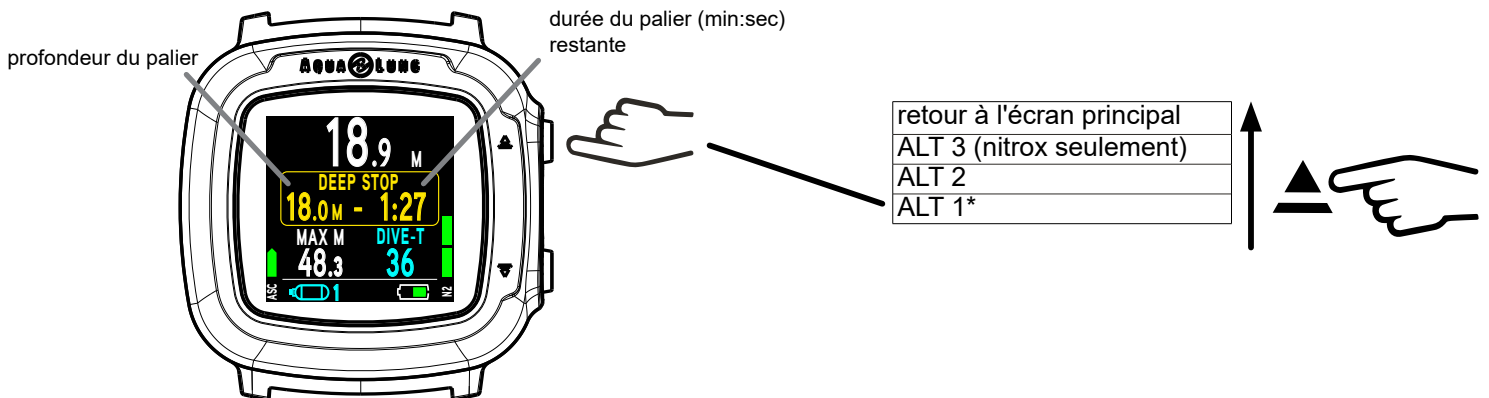 durée du palier (min:sec)
restante
profondeur du palier
AQUA LUNG
18.9 M
DEEP STOP
18.0 M - 1:27
MAX M DIVE-T
48.3 36
ASC 1 N2
retour à l'écran principal
ALT 3 (nitrox seulement)
ALT 2
ALT 1*